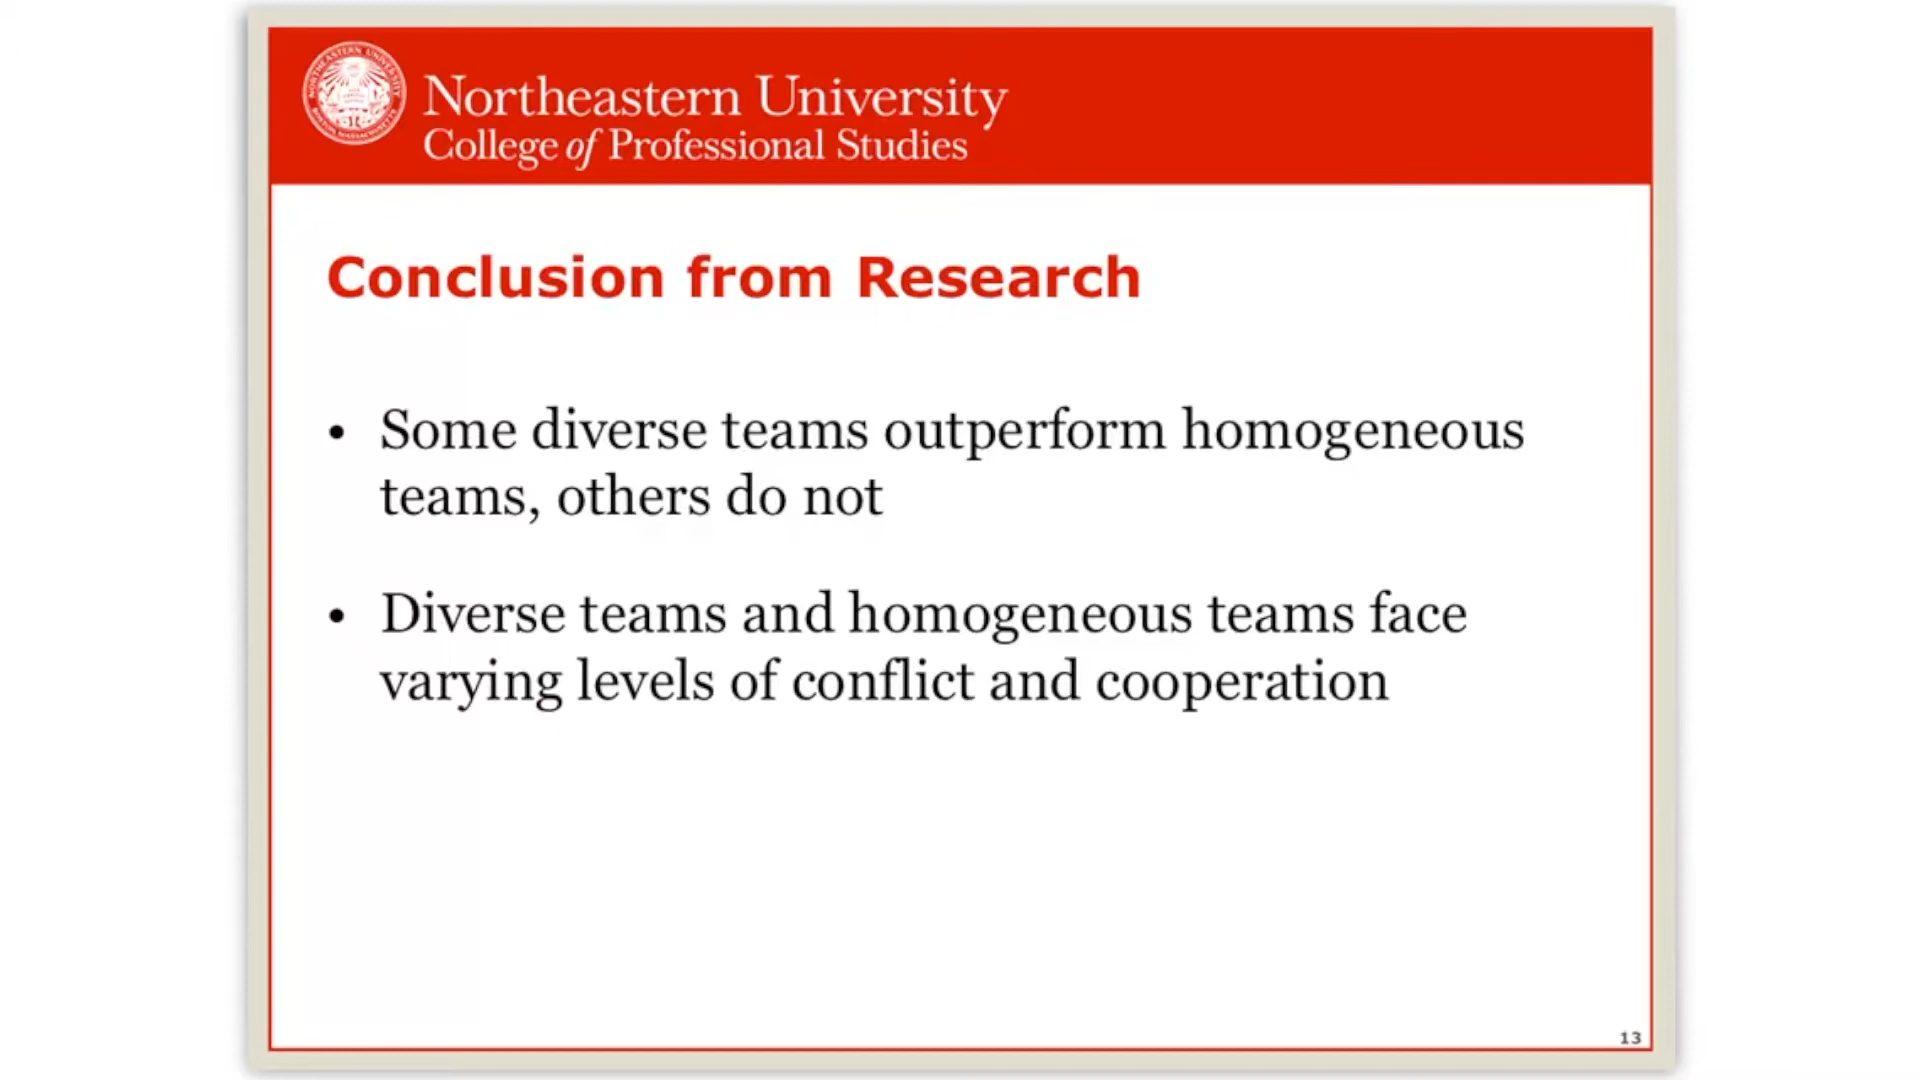 Northeastern University
College of Professional Studies
Conclusion from Research
• Some diverse teams outperform homogeneous
teams, others do not
• Diverse teams and homogeneous teams face
varying levels of conflict and cooperation
13